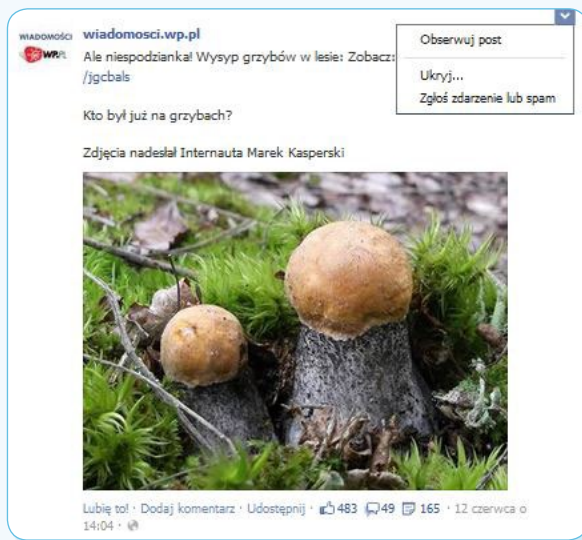 WIADOMOŚCI
WP.PL
wiadomosci.wp.pl
Ale niespodzianka! Wysyp grzybów w lesie: Zobacz:
/jgcbals
Kto był już na grzybach?
Zdjęcia nadesłał Internauta Marek Kasperski
Obserwuj post
Ukryj...
Zgłoś zdarzenie lub spam
Lubię to! · Dodaj komentarz · Udostępnij · 483 49 165 · 12 czerwca o
14:04 ·